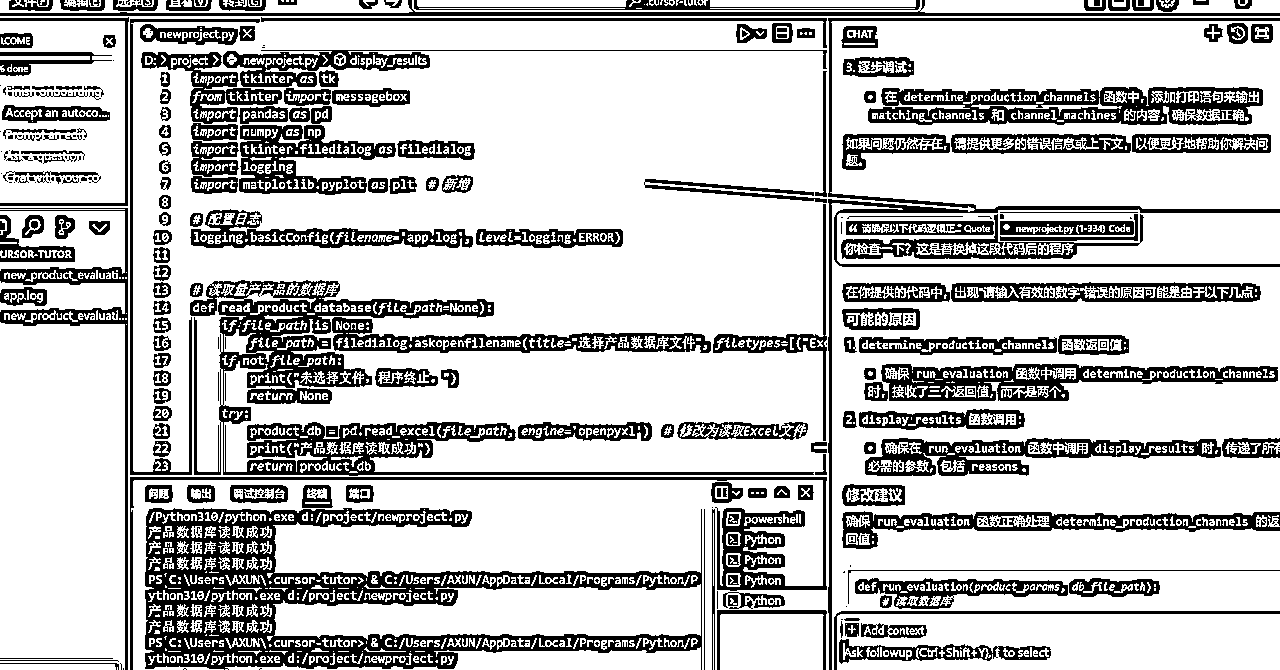 文件(F) 编辑(E) 选择(S) 查看(V) 转到(G) ...
.cursor-tutor
LCOME
% done
Finish onboarding
Accept an autoco...
Prompt an edit
Ask a question
Chat with your co
URSOR-TUTOR
new_product_evaluati...
app.log
new_product_evaluati...
newproject.py
D: > project > newproject.py > display_results
1 import tkinter as tk
2 from tkinter import messagebox
3 import pandas as pd
4 import numpy as np
5 import tkinter.filedialog as filedialog
6 import logging
7 import matplotlib.pyplot as plt # 新增
8
9 # 配置日志
10 logging.basicConfig(filename='app.log', level=logging.ERROR)
11
12
13 # 读取量产产品的数据库
14 def read_product_database(file_path=None):
15 if file_path is None:
16 file_path = filedialog.askopenfilename(title="选择产品数据库文件", filetypes=[("Exc
17 if not file_path:
18 print("未选择文件，程序终止。")
19 return None
20 try:
21 product_db = pd.read_excel(file_path, engine='openpyxl') # 修改为读取Excel文件
22 print("产品数据库读取成功")
23 return product_db
问题 输出 调试控制台 终端 端口
/Python310/python.exe d:/project/newproject.py
产品数据库读取成功
产品数据库读取成功
产品数据库读取成功
PS C:\Users\AXUN\.cursor-tutor> & C:/Users/AXUN/AppData/Local/Programs/Python/P
ython310/python.exe d:/project/newproject.py
产品数据库读取成功
产品数据库读取成功
PS C:\Users\AXUN\.cursor-tutor> & C:/Users/AXUN/AppData/Local/Programs/Python/P
ython310/python.exe d:/project/newproject.py
powershell
Python
Python
Python
Python
CHAT
3. 逐步调试:
在 determine_production_channels 函数中，添加打印语句来输出
matching_channels 和 channel_machines 的内容，确保数据正确。
如果问题仍然存在，请提供更多的错误信息或上下文，以便更好地帮助你解决问
题。
请确保以下代码逻辑正... Quote newproject.py (1-334) Code
你检查一下？这是替换掉这段代码后的程序
在你提供的代码中，出现"请输入有效的数字"错误的原因可能是由于以下几点:
可能的原因
1. determine_production_channels 函数返回值:
确保 run_evaluation 函数中调用 determine_production_channels
时，接收了三个返回值，而不是两个。
2. display_results 函数调用:
确保在 run_evaluation 函数中调用 display_results 时，传递了所有
必需的参数，包括 reasons 。
修改建议
确保 run_evaluation 函数正确处理 determine_production_channels 的返
回值:
def run_evaluation(product_params, db_file_path):
# 读取数据库
+ Add context
Ask followup (Ctrl+Shift+Y), ↑ to select